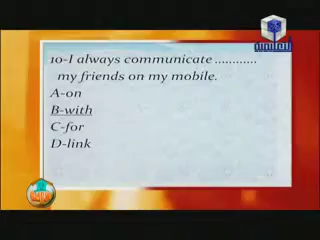 10-I always communicate ............
my friends on my mobile.
A-on
B-with
C-for
D-link